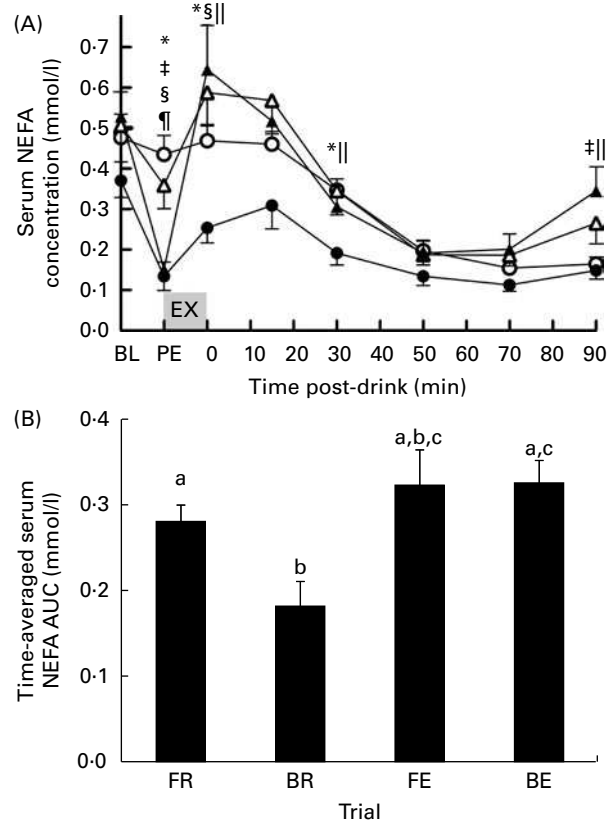 (A)
*§||
Serum NEFA
concentration (mmol/l)
0·7
0·6
0·5
0·4
0·3
0·2
0·1
0·0
*
‡
§
¶
*||
‡||
EX
BL PE 0 10 20 30 40 50 60 70 80 90
Time post-drink (min)
(B)
Time-averaged serum
NEFA AUC (mmol/l)
0·4
0·3
0·2
0·1
0·0
a
b
a,b,c
a,c
FR BR FE BE
Trial